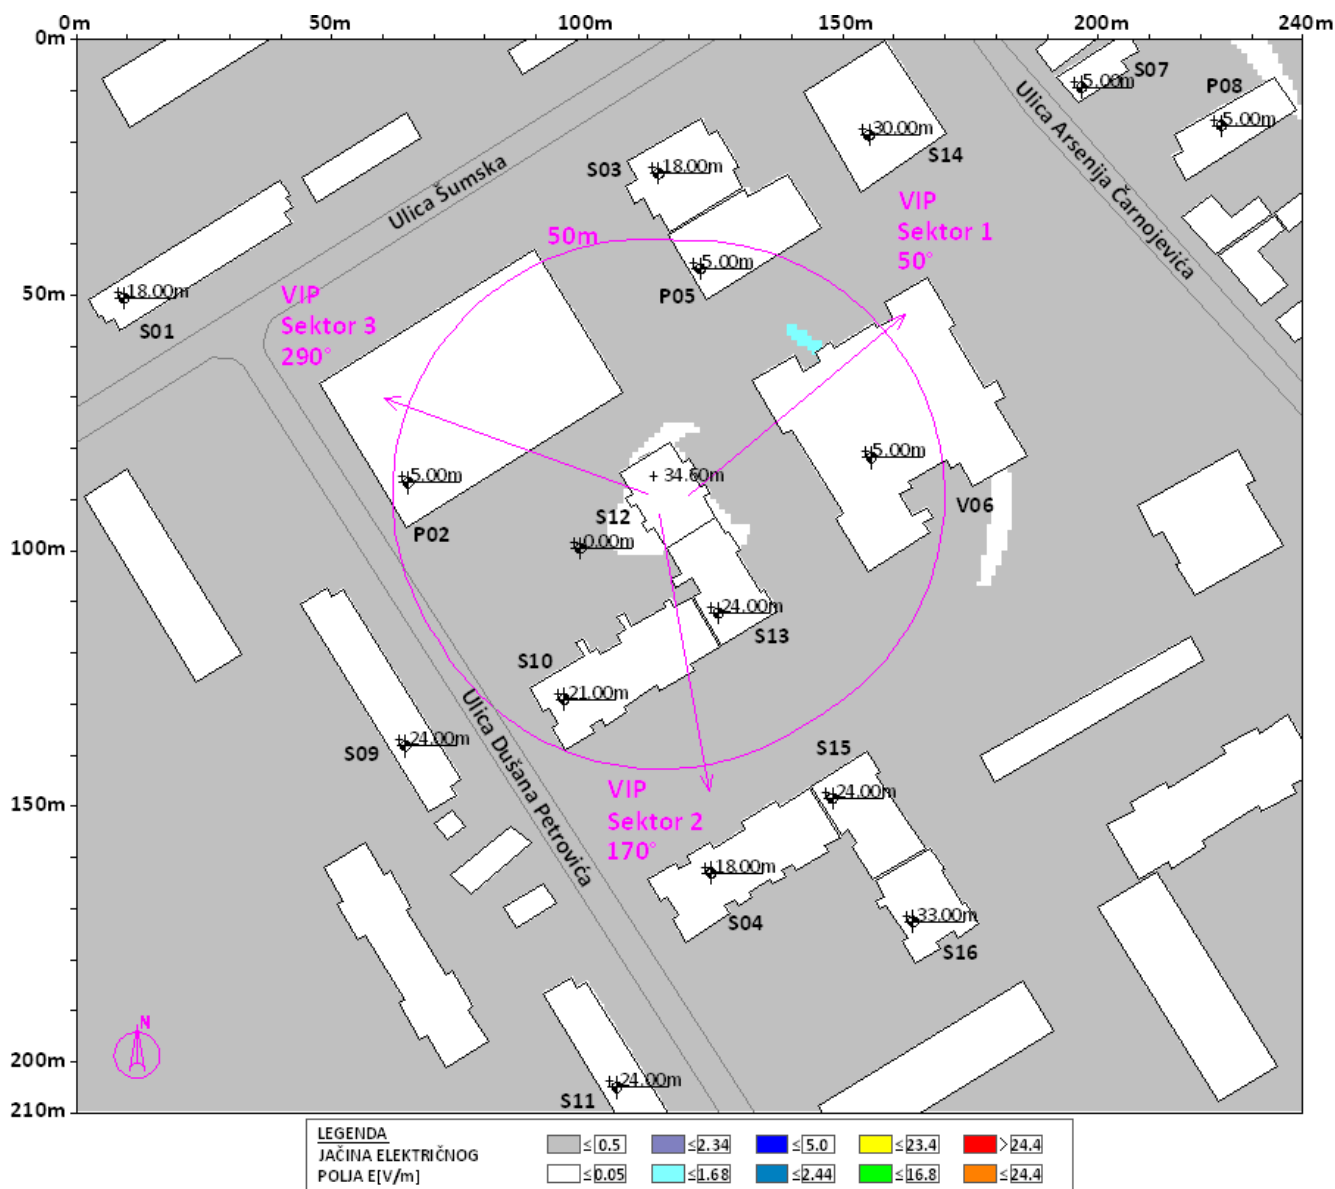 0m 50m 100m 150m 200m 240m
0m
50m
100m
150m
200m
210m
S07
+5.00m
P08
+5.00m
Ulica Arsenija Čarnojevića
+30.00m
S14
S03
+18.00m
Ulica Šumska
VIP
Sektor 1
50°
50m
+5.00m
P05
+18.00m
S01
VIP
Sektor 3
290°
+34.60m
+5.00m
V06
+5.00m
P02
S12
+0.00m
+24.00m
S13
S10
+21.00m
Ulica Dušana Petrovića
S09
+24.00m
VIP
Sektor 2
170°
S15
+24.00m
+18.00m
S04
+33.00m
S16
N
+24.00m
S11
LEGENDA
JAČINA ELEKTRIČNOG
POLJA E[V/m]
≤0.5 ≤2.34 ≤5.0 ≤23.4 >24.4
≤0.05 ≤1.68 ≤2.44 ≤16.8 ≤24.4